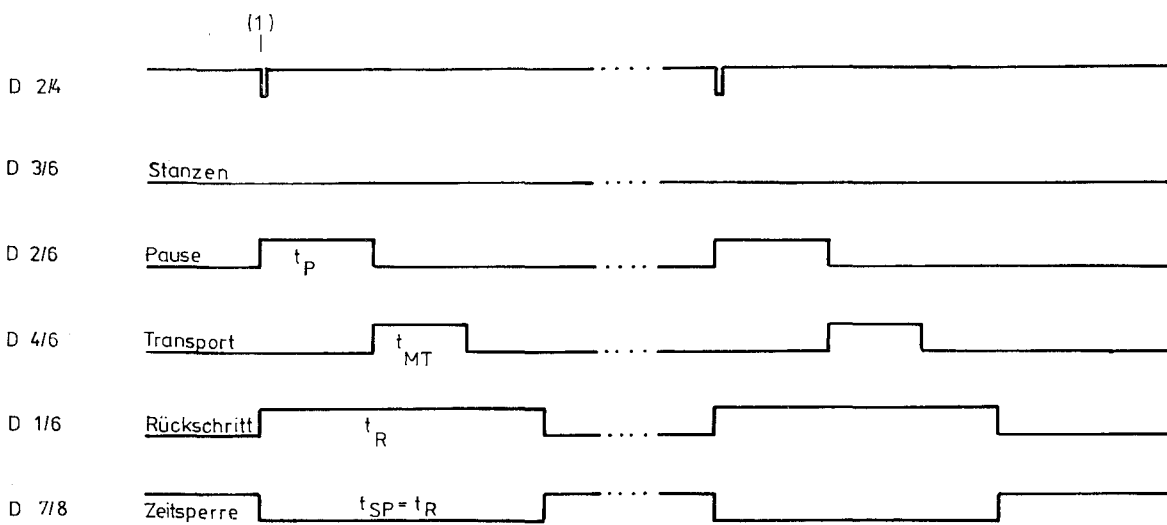 (1)
D 2/4
D 3/6 Stanzen
D 2/6 Pause tP
D 4/6 Transport tMT
D 1/6 Rückschritt tR
D 7/8 Zeitsperre tSP = tR